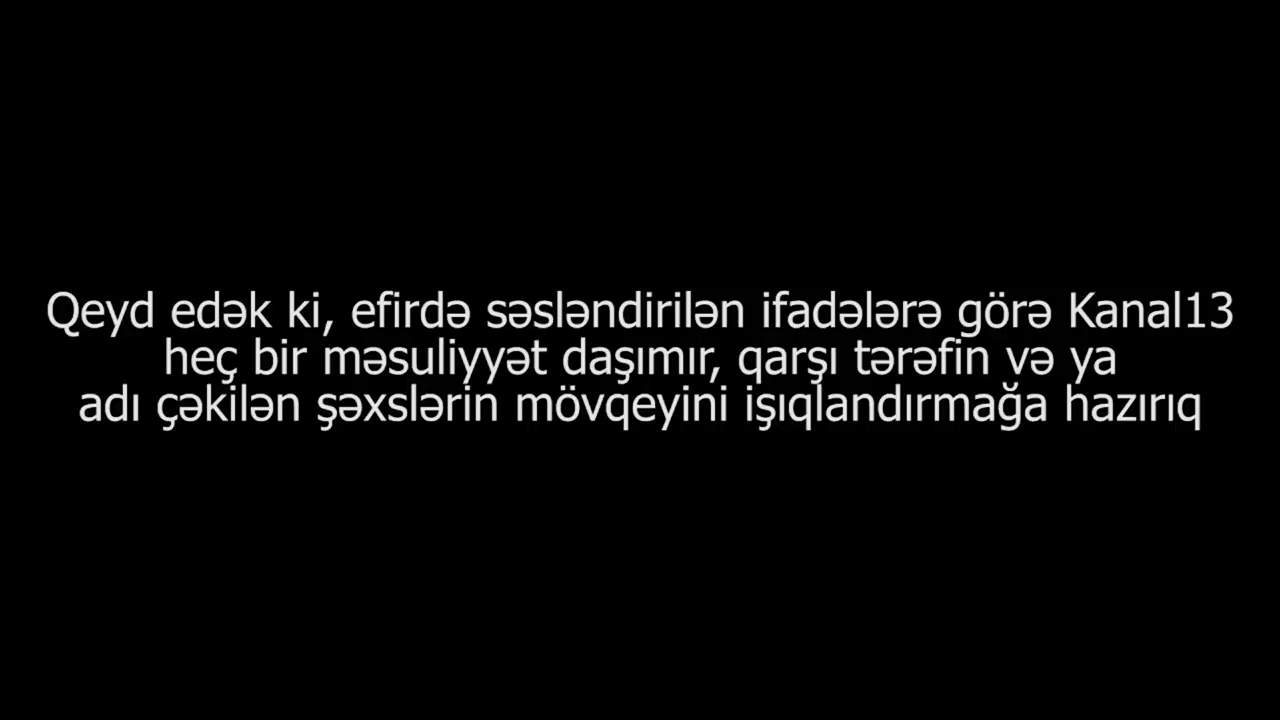 Qeyd edək ki, efirdə səsləndirilən ifadələrə görə Kanal13
heç bir məsuliyyət daşımır, qarşı tərəfin və ya
adı çəkilən şəxslərin mövqeyini işıqlandırmağa hazırıq